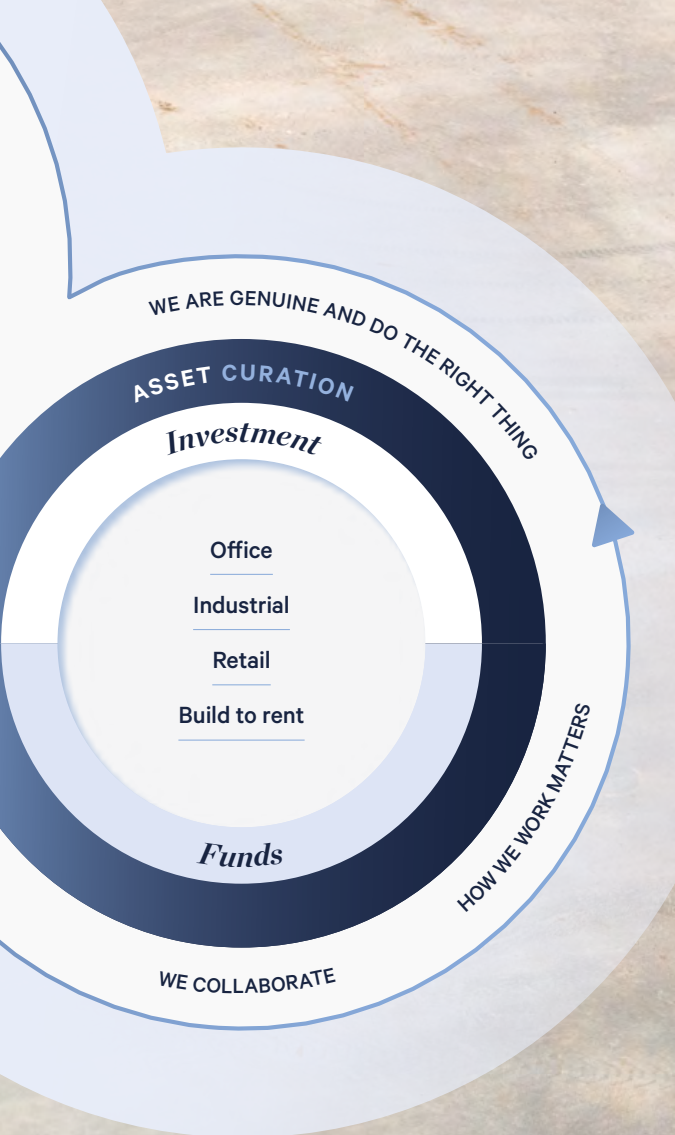 WE ARE GENUINE AND DO THE RIGHT THING
ASSET CURATION
Investment
Office
Industrial
Retail
Build to rent
Funds
HOW WE WORK MATTERS
WE COLLABORATE